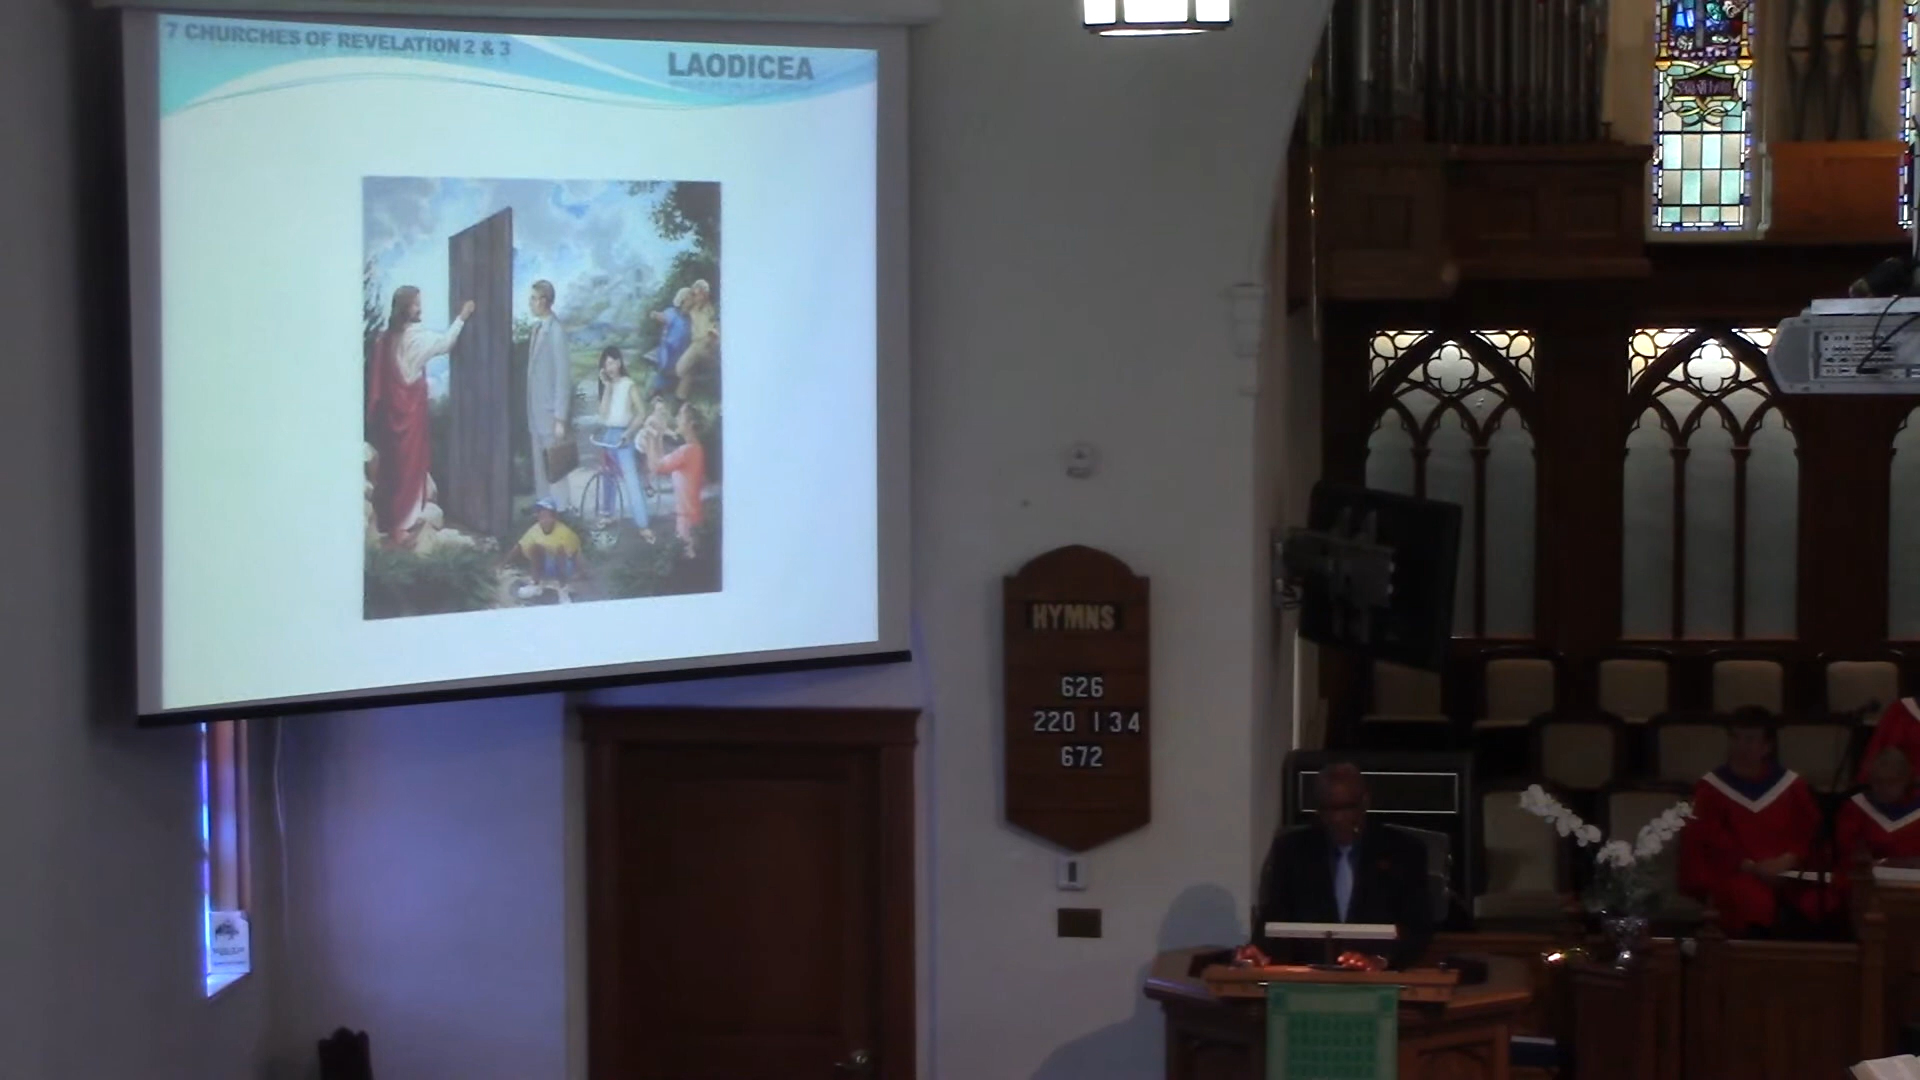 7 CHURCHES OF REVELATION 2 & 3
LAODICEA
HYMNS
626
220 134
672